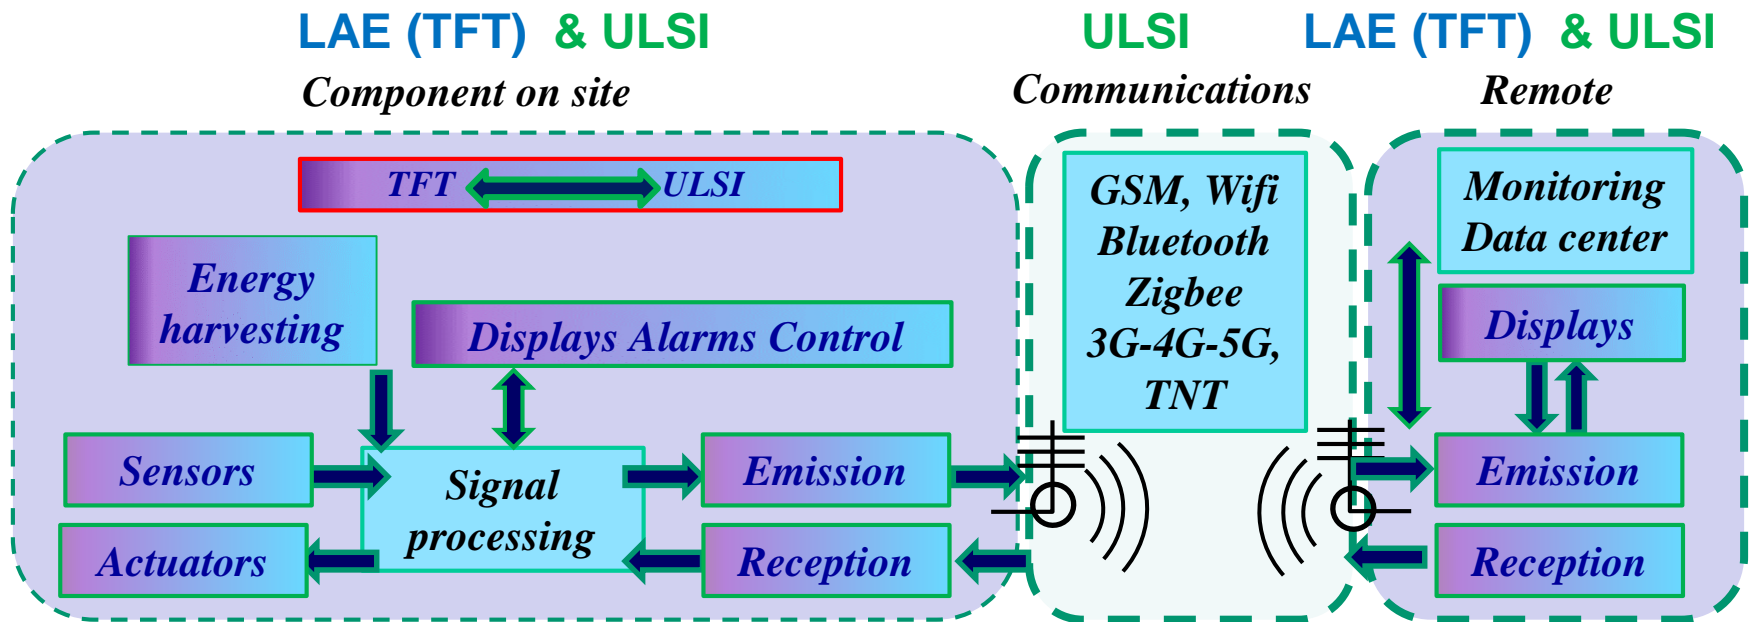 LAE (TFT) & ULSI
Component on site
TFT ULSI
Energy
harvesting
Displays Alarms Control
Sensors
Signal
processing
Emission
Actuators
Reception
ULSI
Communications
GSM, Wifi
Bluetooth
Zigbee
3G-4G-5G,
TNT
LAE (TFT) & ULSI
Remote
Monitoring
Data center
Displays
Emission
Reception